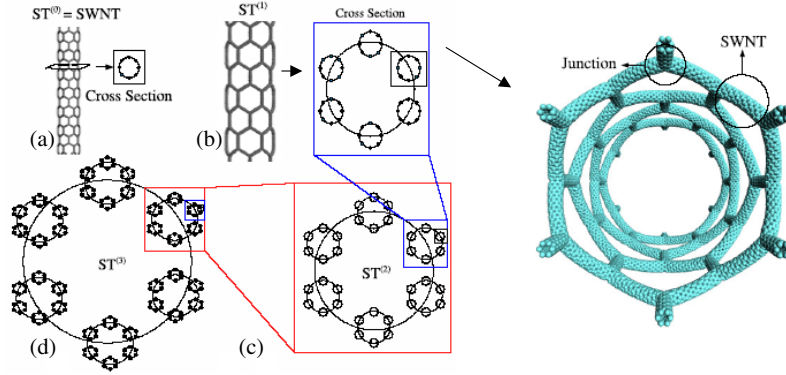 ST⁽⁰⁾ = SWNT
Cross Section
(a)
ST⁽¹⁾
(b)
Cross Section
Junction
SWNT
ST⁽³⁾
(d)
ST⁽²⁾
(c)